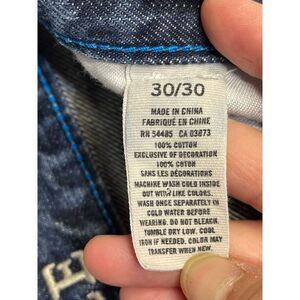 30/30
MADE IN CHINA
FABRIQUÉ EN CHINE
RN 54485 CA 03873
100% COTTON
EXCLUSIVE OF DECORATION
100% COTON
SANS LES DÉCORATIONS
MACHINE WASH COLD INSIDE
OUT WITH LIKE COLORS.
WASH ONCE SEPARATELY IN
COLD WATER BEFORE
WEARING. DO NOT BLEACH.
TUMBLE DRY LOW. COOL
IRON IF NEEDED. COLOR MAY
TRANSFER WHEN NEW.